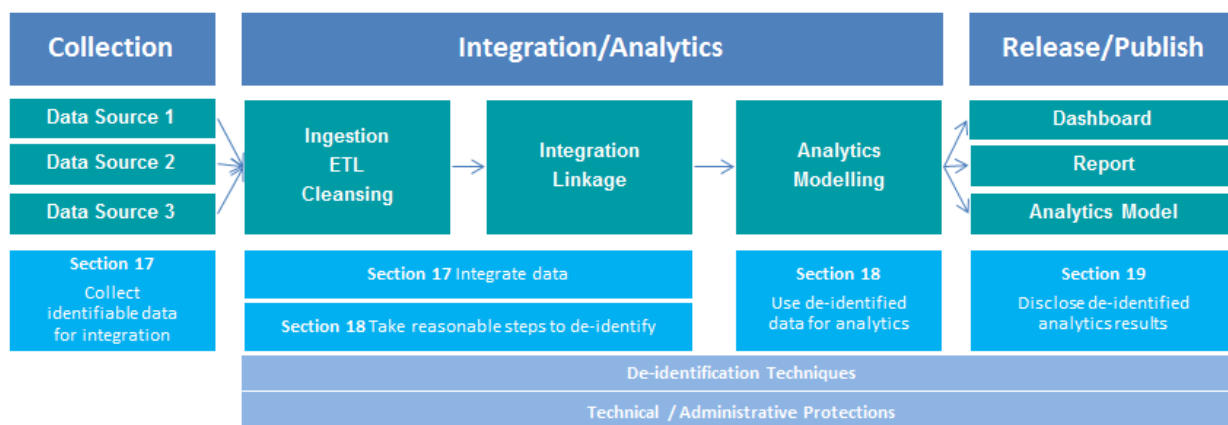 Collection
Integration/Analytics
Release/Publish
Data Source 1
Data Source 2
Data Source 3
Ingestion
ETL
Cleansing
Integration
Linkage
Analytics
Modelling
Dashboard
Report
Analytics Model
Section 17
Collect
identifiable data
for integration
Section 17 Integrate data
Section 18 Take reasonable steps to de-identify
Section 18
Use de-identified
data for analytics
Section 19
Disclose de-identified
analytics results
De-identification Techniques
Technical / Administrative Protections